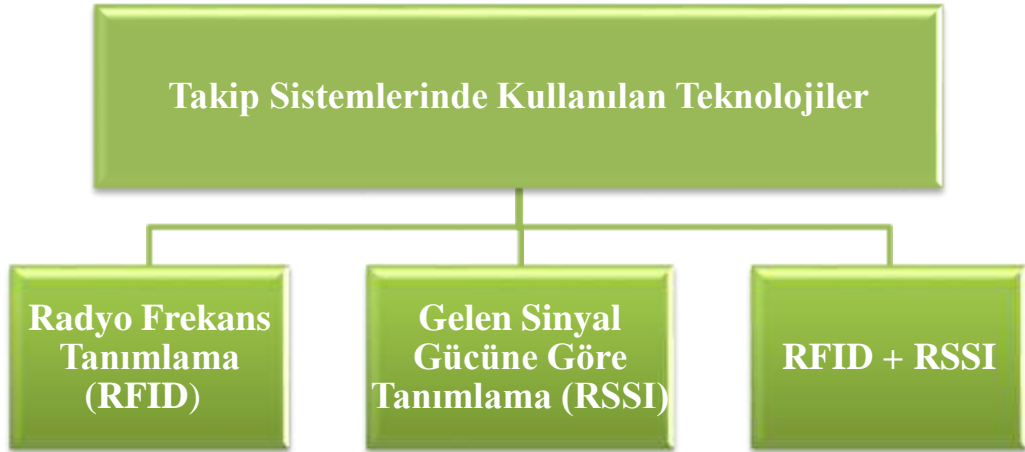 Takip Sistemlerinde Kullanılan Teknolojiler
Radyo Frekans
Tanımlama
(RFID)
Gelen Sinyal
Gücüne Göre
Tanımlama (RSSI)
RFID + RSSI